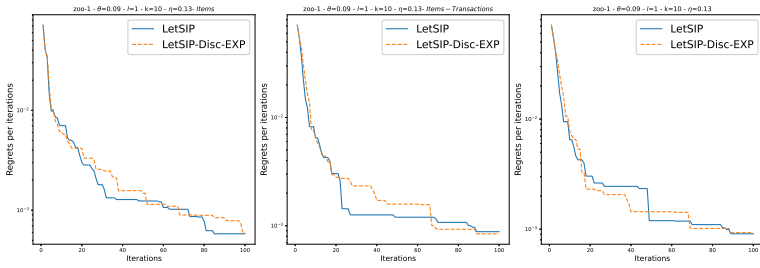 zoo-1 - θ=0.09 - l=1 - k=10 - η=0.13- Items
LetSIP
LetSIP-Disc-EXP
Regrets per iterations
10⁻²
10⁻³
0 20 40 60 80 100
Iterations
zoo-1 - θ=0.09 - l=1 - k=10 - η=0.13- Items − Transactions
LetSIP
LetSIP-Disc-EXP
Regrets per iterations
10⁻²
10⁻³
0 20 40 60 80 100
Iterations
zoo-1 - θ=0.09 - l=1 - k=10 - η=0.13
LetSIP
LetSIP-Disc-EXP
Regrets per iterations
10⁻²
10⁻³
0 20 40 60 80 100
Iterations